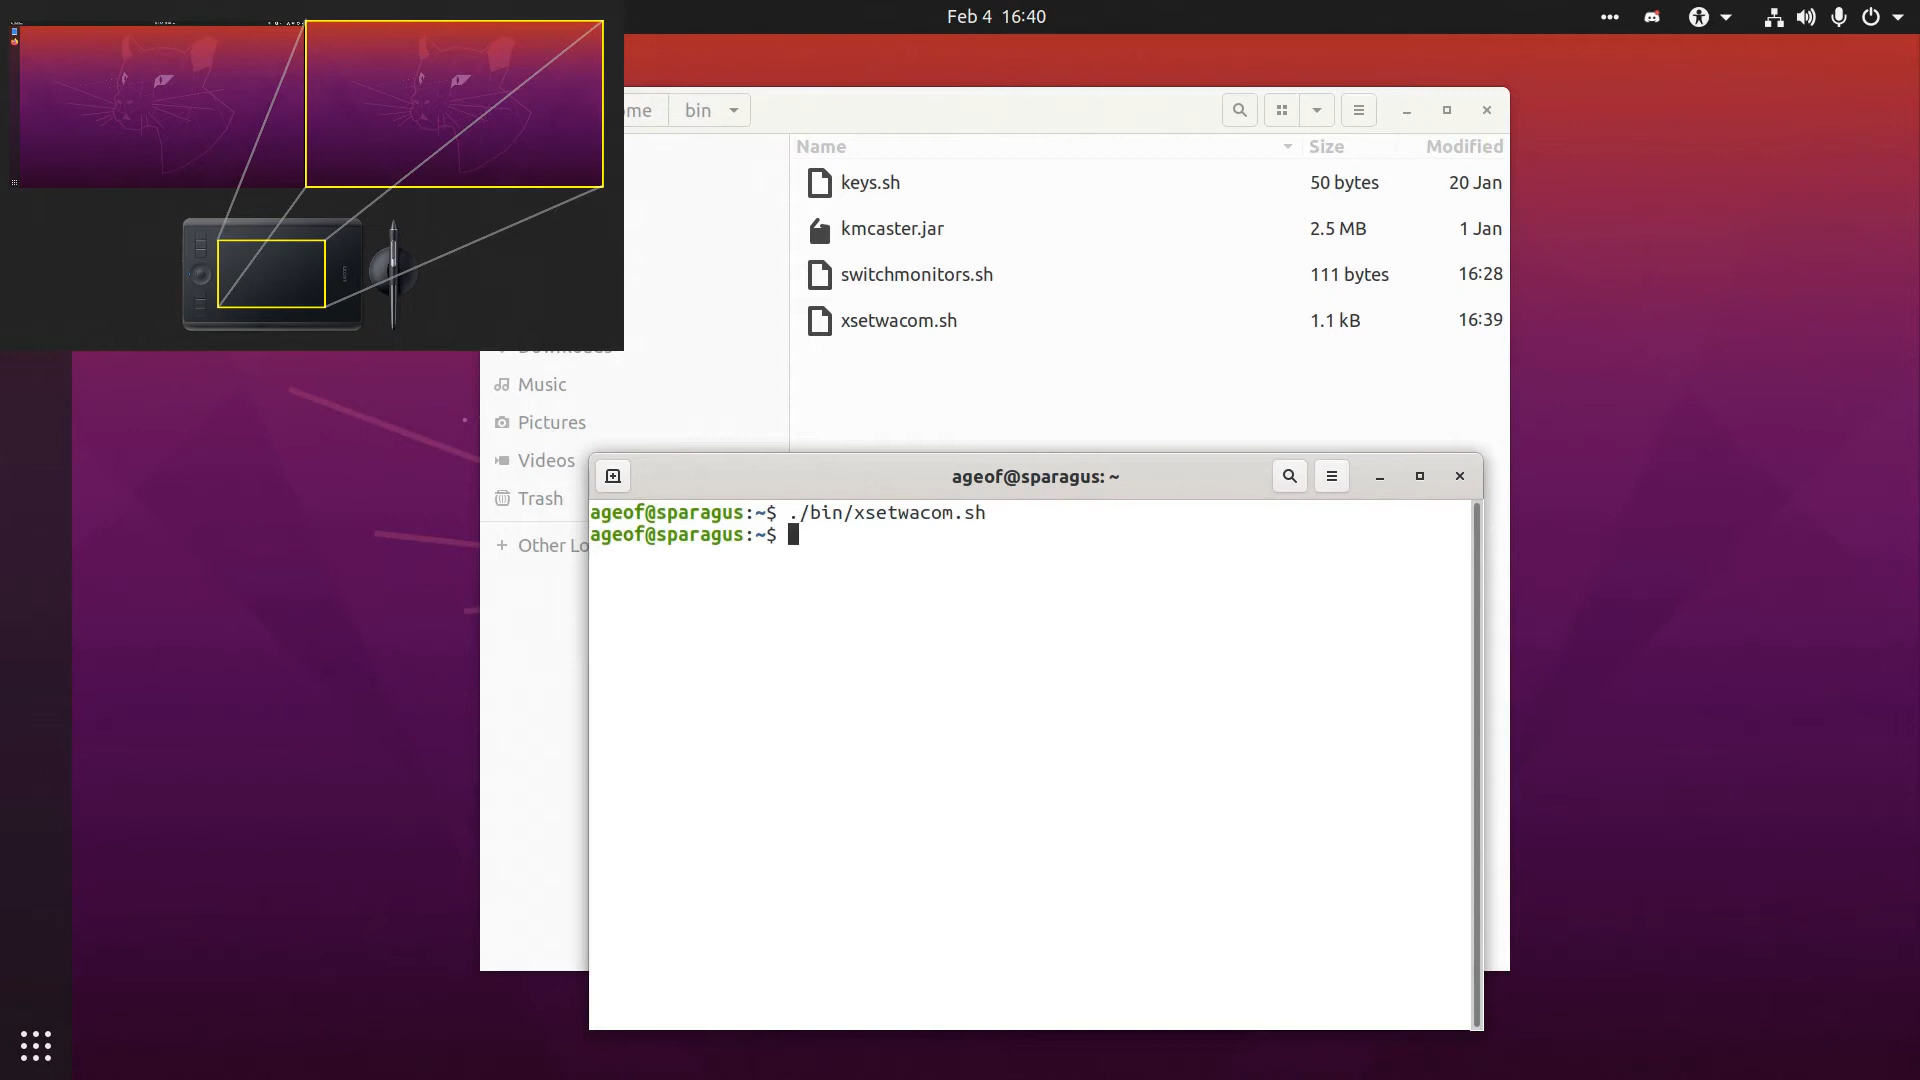 Feb 4 16:40
ome
bin
Name
Size
Modified
keys.sh
50 bytes
20 Jan
kmcaster.jar
2.5 MB
1 Jan
switchmonitors.sh
111 bytes
16:28
xsetwacom.sh
1.1 kB
16:39
Downloads
Music
Pictures
Videos
Trash
+ Other Lo
ageof@sparagus: ~
ageof@sparagus:~$ ./bin/xsetwacom.sh
ageof@sparagus:~$